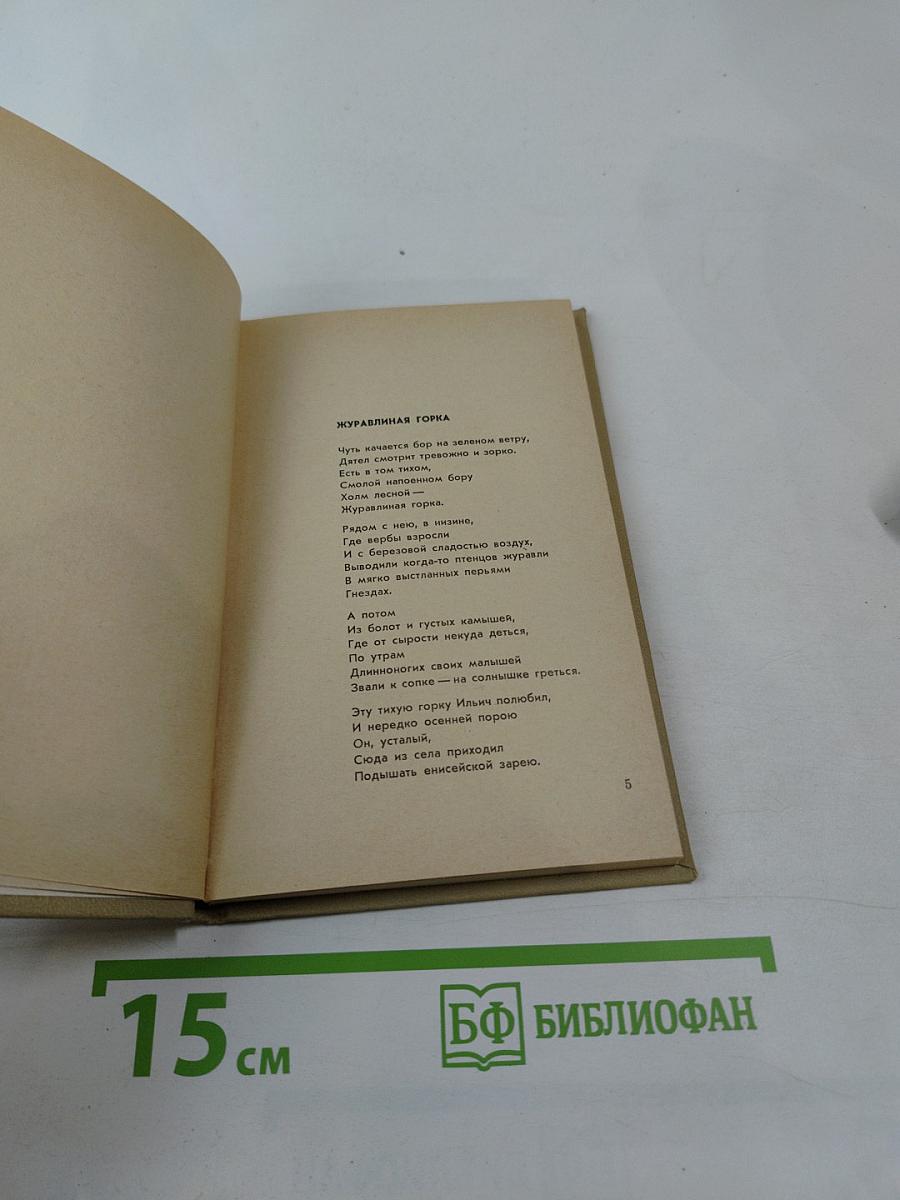 ЖУРАВЛИНАЯ ГОРКА
Чуть качается бор на зеленом ветру,
Дятел смотрит тревожно и зорко.
Есть в том тихом,
Смолой напоенном бору
Холм лесной —
Журавлиная горка.
Рядом с нею, в низине,
Где вербы взросли
И с березовой сладостью воздух,
Выводили когда-то птенцов журавли
В мягко выстланных перьями
Гнездах.
А потом
Из болот и густых камышей,
Где от сырости некуда деться,
По утрам
Длинноногих своих малышей
Звали к сопке — на солнышке греться.
Эту тихую горку Ильич полюбил,
И нередко осенней порою
Он, усталый,
Сюда из села приходил
Подышать енисейской зарею.
5
15 см
БФ БИБЛИОФАН